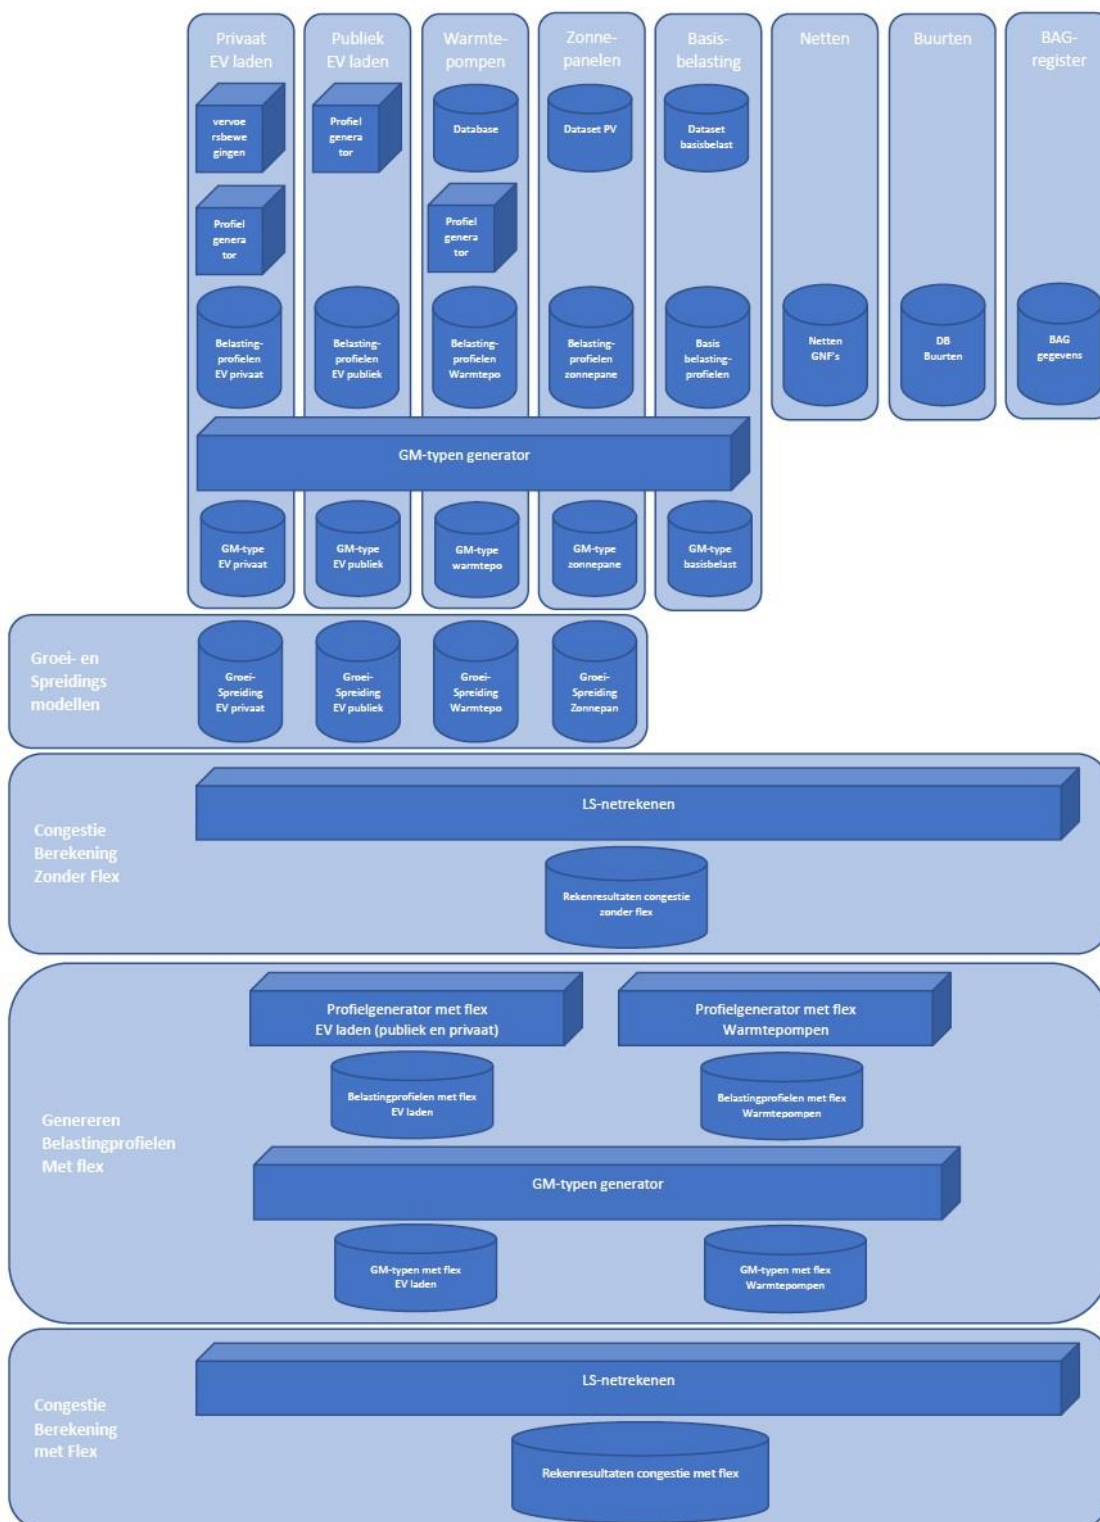 Privaat
EV laden
Publiek
EV laden
Warmte-
pompen
Zonne-
panelen
Basis-
belasting
Netten
Buurten
BAG-
register
vervoe
rsbewe
gingen
Profiel
genera
tor
Database
Dataset PV
Dataset
basisbelast
Profiel
genera
tor
Profiel
genera
tor
Belasting-
profielen
EV privaat
Belasting-
profielen
EV publiek
Belasting-
profielen
Warmtepo
Belasting-
profielen
zonnepane
Basis
belasting-
profielen
Netten
GNF's
DB
Buurten
BAG
gegevens
GM-typen generator
GM-type
EV privaat
GM-type
EV publiek
GM-type
warmtepo
GM-type
zonnepane
GM-type
basisbelast
Groei- en
Spreidings
modellen
Groei-
Spreiding
EV privaat
Groei-
Spreiding
EV publiek
Groei-
Spreiding
Warmtepo
Groei-
Spreiding
Zonnepan
Congestie
Berekening
Zonder Flex
LS-netrekenen
Rekenresultaten congestie
zonder flex
Genereren
Belastingprofielen
Met flex
Profielgenerator met flex
EV laden (publiek en privaat)
Profielgenerator met flex
Warmtepompen
Belastingprofielen met flex
EV laden
Belastingprofielen met flex
Warmtepompen
GM-typen generator
GM-typen met flex
EV laden
GM-typen met flex
Warmtepompen
Congestie
Berekening
met Flex
LS-netrekenen
Rekenresultaten congestie met flex